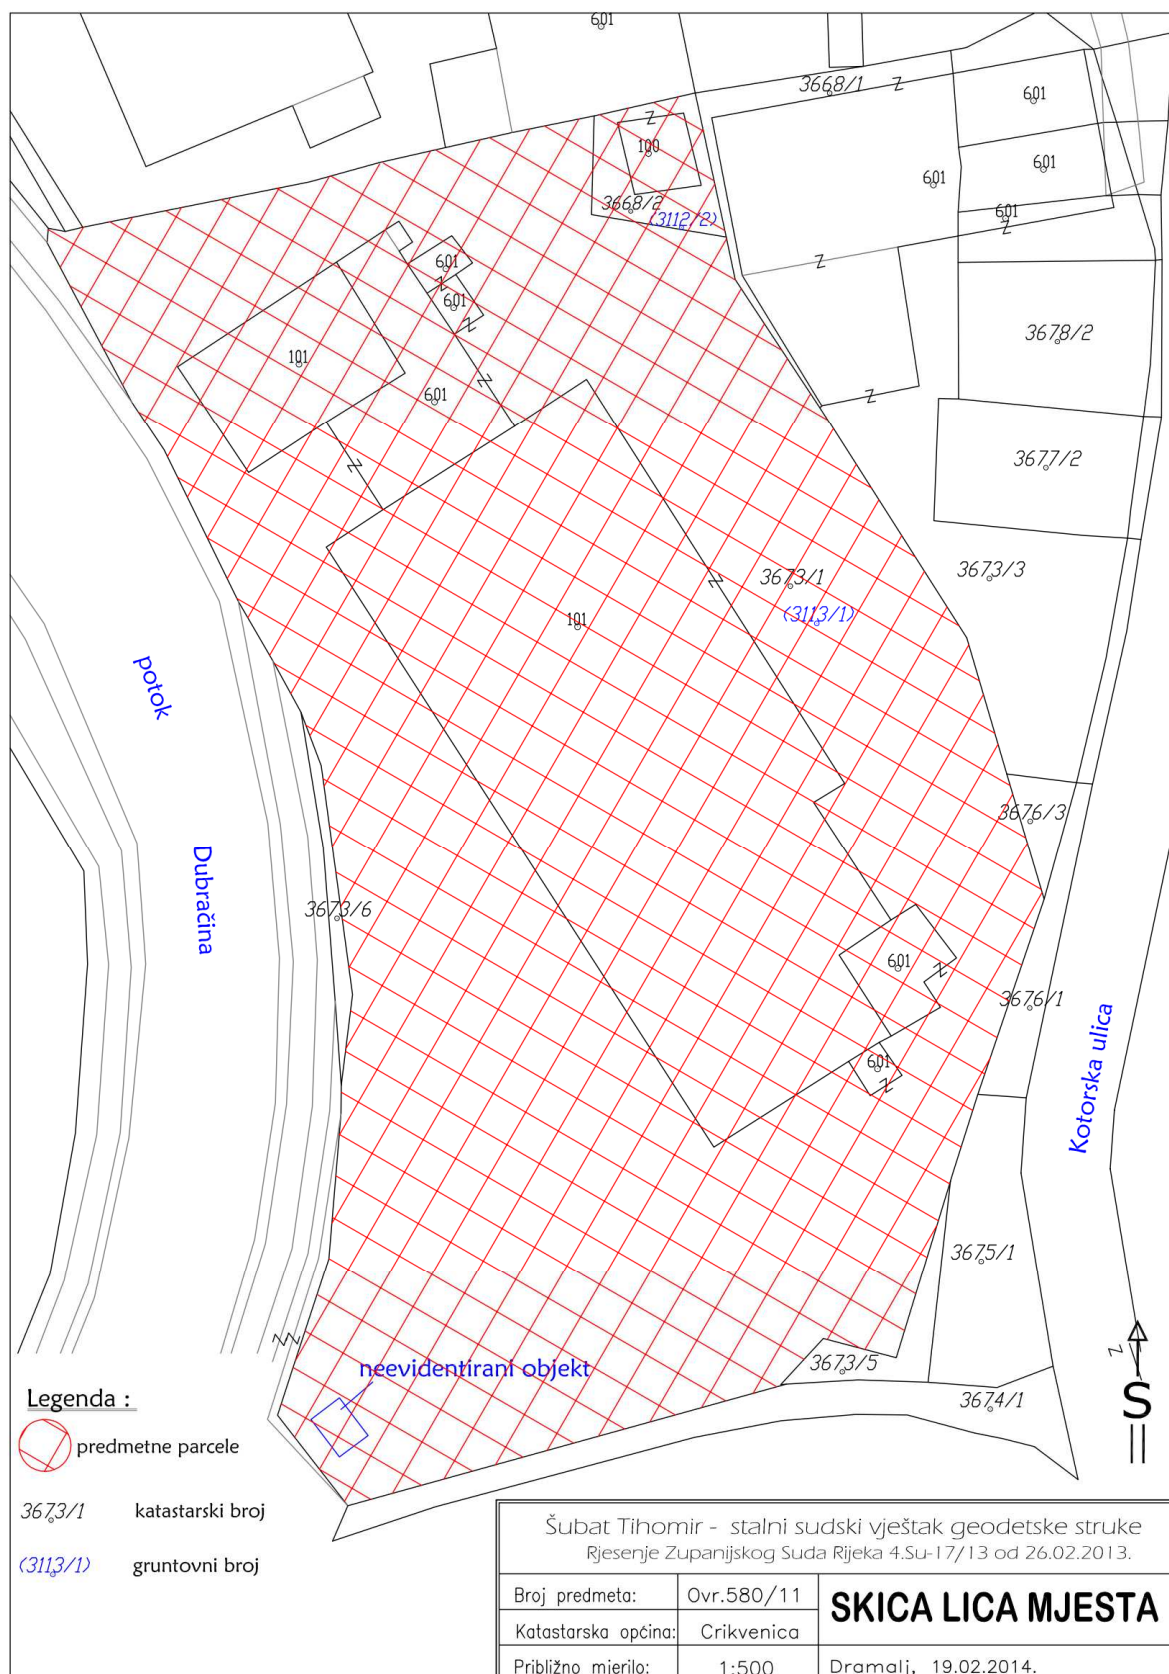 601
3668/1
601
100
601
601
3668/2
(3112/2)
601
601
601
3678/2
101
601
3677/2
3673/1
3673/3
(3113/1)
101
potok
3676/3
Dubračina
3673/6
601
3676/1
601
Kotorska ulica
3675/1
3673/5
neevidentirani objekt
3674/1
S
Legenda :
predmetne parcele
3673/1 katastarski broj
(3113/1) gruntovni broj
Šubat Tihomir - stalni sudski vještak geodetske struke
Rjesenje Zupanijskog Suda Rijeka 4.Su-17/13 od 26.02.2013.
Broj predmeta: Ovr.580/11
SKICA LICA MJESTA
Katastarska općina: Crikvenica
Približno mjerilo: 1:500
Dramalj, 19.02.2014.